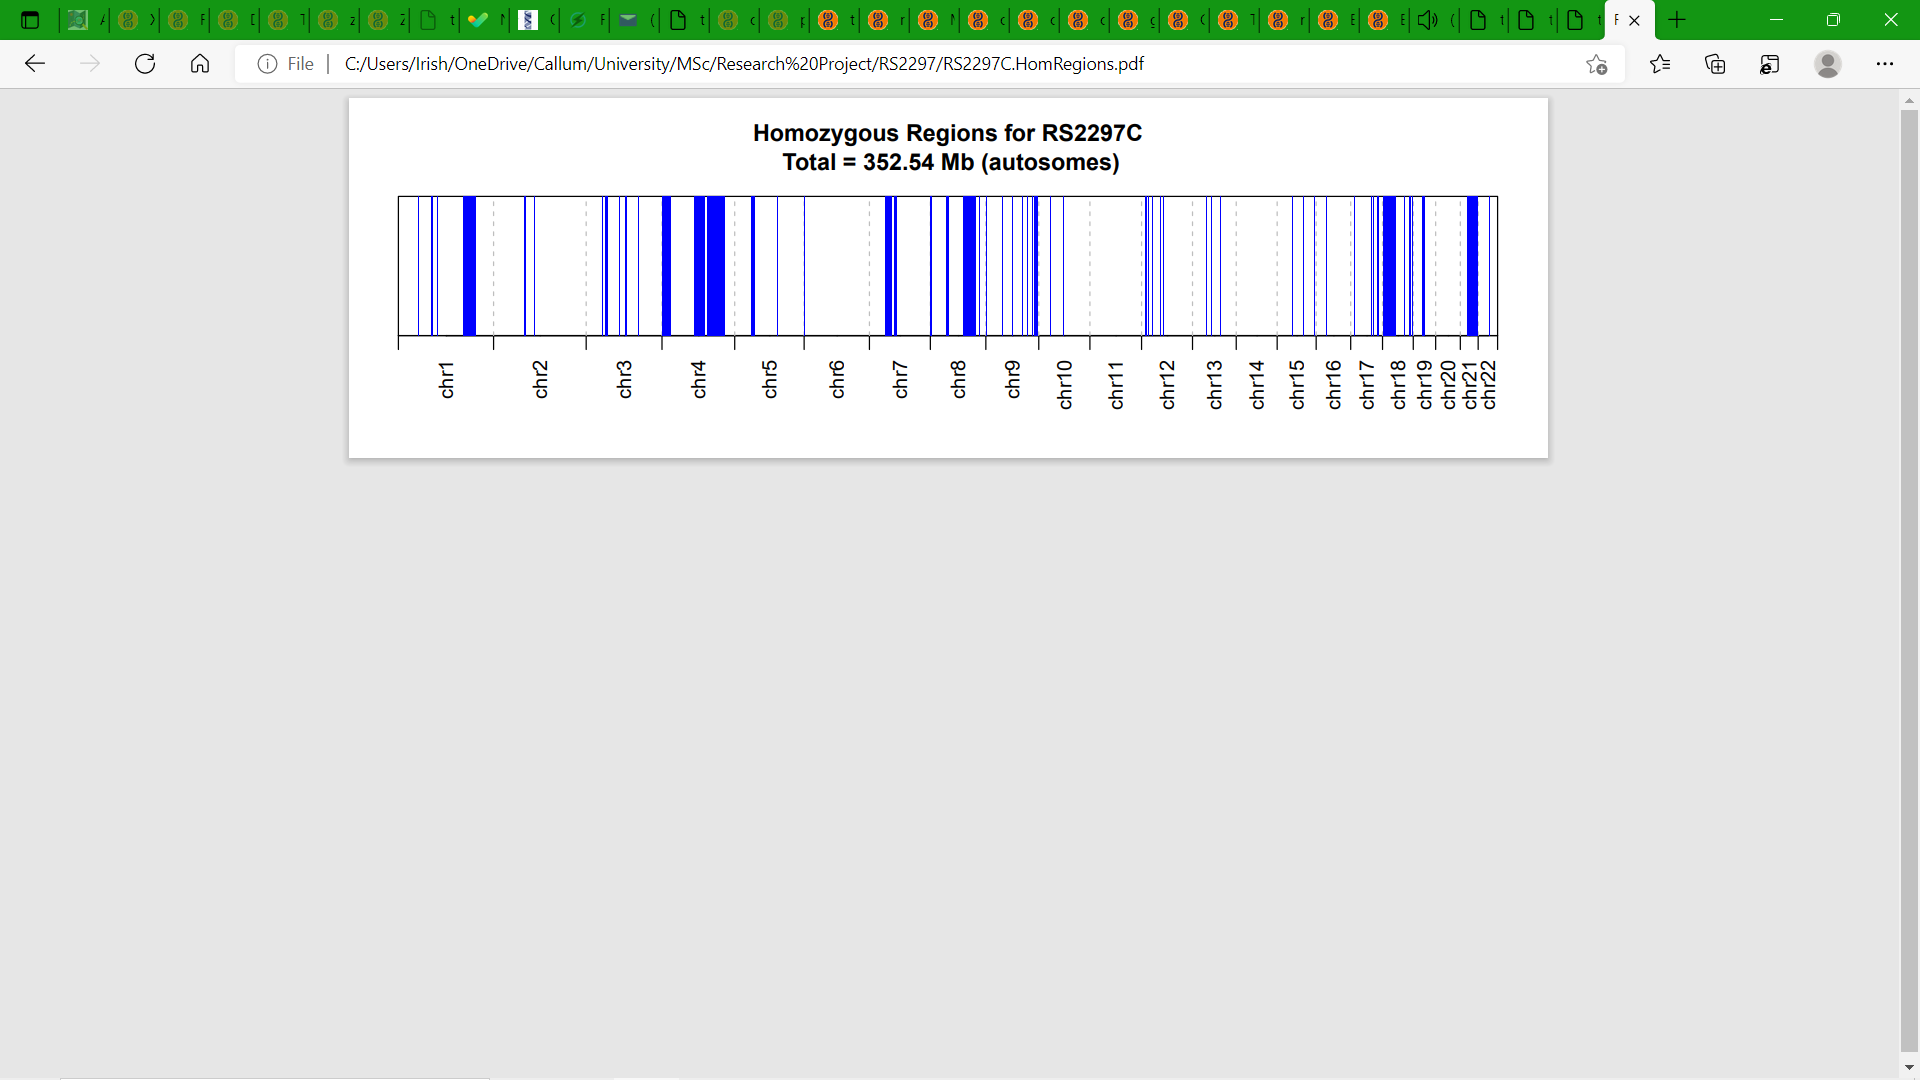 File
C:/Users/Irish/OneDrive/Callum/University/MSc/Research%20Project/RS2297/RS2297C.HomRegions.pdf
Homozygous Regions for RS2297C
Total = 352.54 Mb (autosomes)
chr1
chr2
chr3
chr4
chr5
chr6
chr7
chr8
chr9
chr10
chr11
chr12
chr13
chr14
chr15
chr16
chr17
chr18
chr19
chr20
chr21
chr22